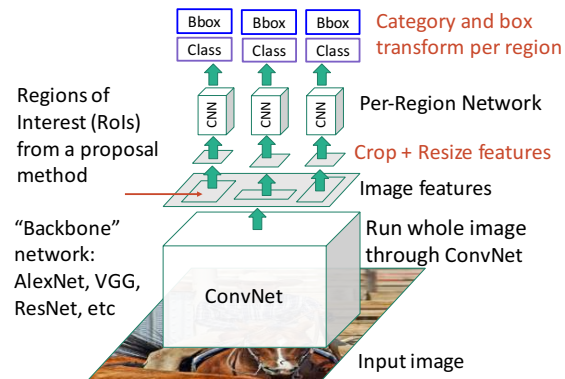 Bbox
Bbox
Bbox
Class
Class
Class
Category and box
transform per region
Regions of
Interest (RoIs)
from a proposal
method
CNN
CNN
CNN
Per-Region Network
Crop + Resize features
Image features
“Backbone”
network:
AlexNet, VGG,
ResNet, etc
Run whole image
through ConvNet
ConvNet
Input image